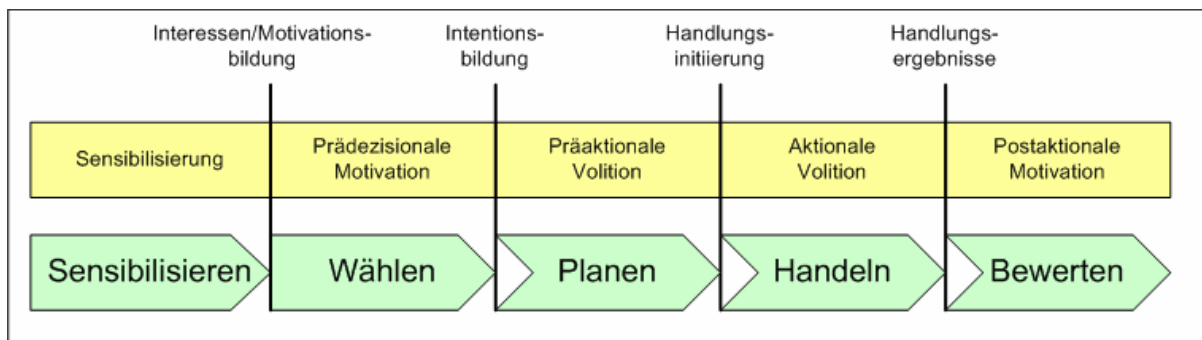 Interessen/Motivations-
bildung
Intentions-
bildung
Handlungs-
initiierung
Handlungs-
ergebnisse
Sensibilisierung
Prädezisionale
Motivation
Präaktionale
Volition
Aktionale
Volition
Postaktionale
Motivation
Sensibilisieren
Wählen
Planen
Handeln
Bewerten